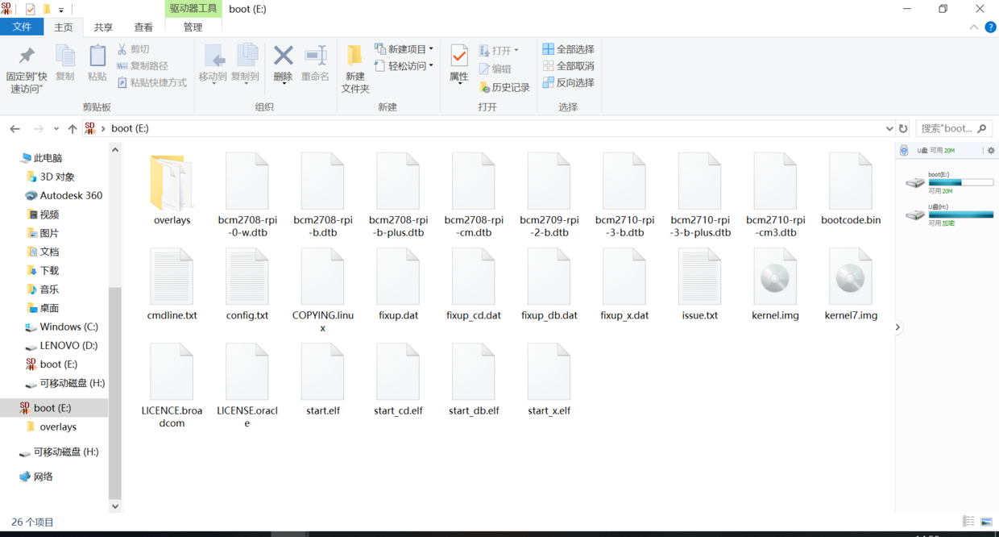 驱动器工具
boot (E:)
文件
主页
共享
查看
管理
固定到"快
速访问"
复制
粘贴
剪切
复制路径
粘贴快捷方式
剪贴板
移动到
复制到
删除
重命名
组织
新建
文件夹
新建项目
轻松访问
新建
属性
打开
编辑
历史记录
打开
全部选择
全部取消
反向选择
选择
boot (E:)
搜索"boot...
此电脑
3D 对象
Autodesk 360
视频
图片
文档
下载
音乐
桌面
Windows (C:)
LENOVO (D:)
boot (E:)
可移动磁盘 (H:)
boot (E:)
overlays
可移动磁盘 (H:)
网络
overlays
bcm2708-rpi
-0-w.dtb
bcm2708-rpi
-b.dtb
bcm2708-rpi
-b-plus.dtb
bcm2708-rpi
-cm.dtb
bcm2709-rpi
-2-b.dtb
bcm2710-rpi
-3-b.dtb
bcm2710-rpi
-3-b-plus.dtb
bcm2710-rpi
-cm3.dtb
bootcode.bin
cmdline.txt
config.txt
COPYING.linu
x
fixup.dat
fixup_cd.dat
fixup_db.dat
fixup_x.dat
issue.txt
kernel.img
kernel7.img
LICENCE.broa
dcom
LICENSE.oracl
e
start.elf
start_cd.elf
start_db.elf
start_x.elf
U盘 可用 20M
boot(E:)
可用20M
U盘(H:)
可用加密
26 个项目